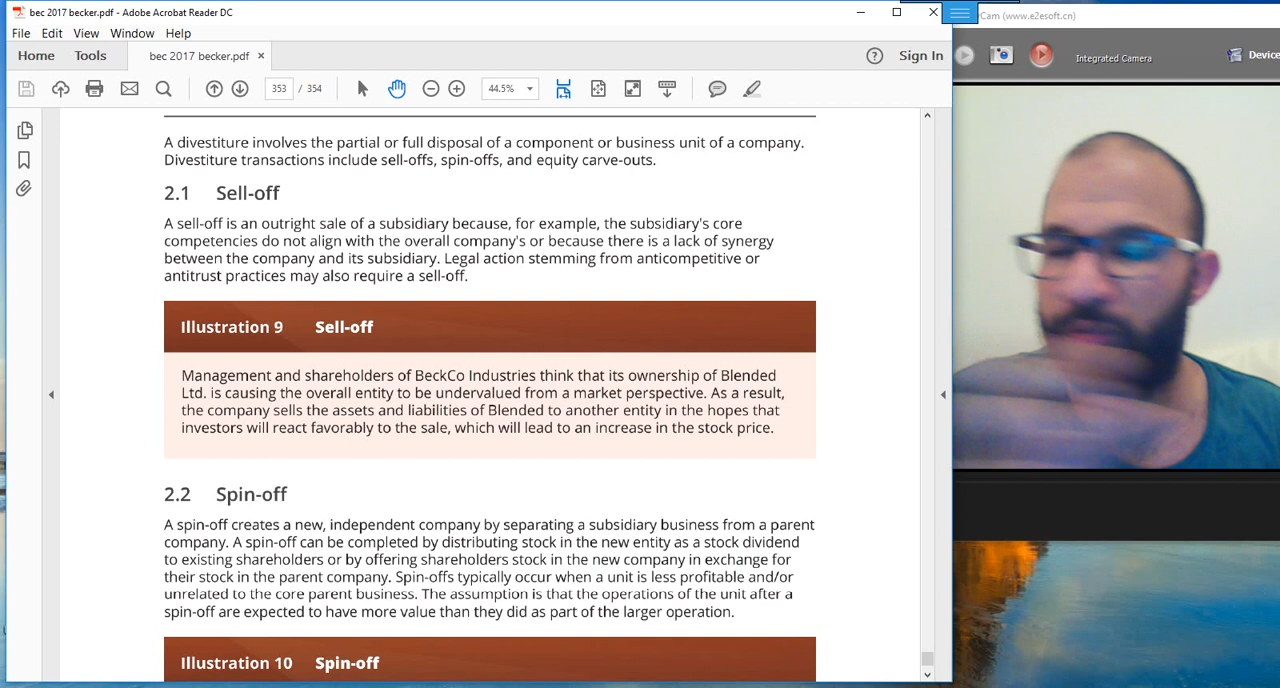 bec 2017 becker.pdf - Adobe Acrobat Reader DC
Cam (www.e2esoft.cn)
File Edit View Window Help
Home Tools bec 2017 becker.pdf × Sign In
Integrated Camera Device
353 / 354 44.5%
A divestiture involves the partial or full disposal of a component or business unit of a company.
Divestiture transactions include sell-offs, spin-offs, and equity carve-outs.
2.1 Sell-off
A sell-off is an outright sale of a subsidiary because, for example, the subsidiary's core
competencies do not align with the overall company's or because there is a lack of synergy
between the company and its subsidiary. Legal action stemming from anticompetitive or
antitrust practices may also require a sell-off.
Illustration 9 Sell-off
Management and shareholders of BeckCo Industries think that its ownership of Blended
Ltd. is causing the overall entity to be undervalued from a market perspective. As a result,
the company sells the assets and liabilities of Blended to another entity in the hopes that
investors will react favorably to the sale, which will lead to an increase in the stock price.
2.2 Spin-off
A spin-off creates a new, independent company by separating a subsidiary business from a parent
company. A spin-off can be completed by distributing stock in the new entity as a stock dividend
to existing shareholders or by offering shareholders stock in the new company in exchange for
their stock in the parent company. Spin-offs typically occur when a unit is less profitable and/or
unrelated to the core parent business. The assumption is that the operations of the unit after a
spin-off are expected to have more value than they did as part of the larger operation.
Illustration 10 Spin-off